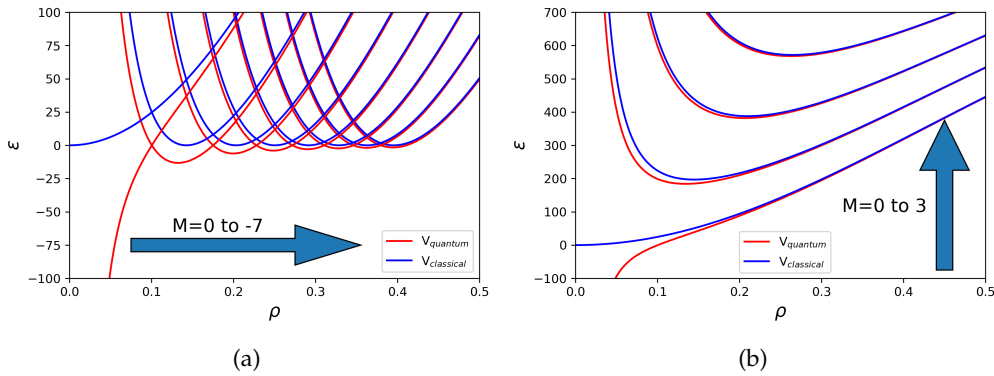 100
75
50
25
0
−25
−50
−75
−100
ε
0.0 0.1 0.2 0.3 0.4 0.5
ρ
M=0 to -7
V_quantum
V_classical
(a)
700
600
500
400
300
200
100
0
−100
ε
0.0 0.1 0.2 0.3 0.4 0.5
ρ
M=0 to 3
V_quantum
V_classical
(b)